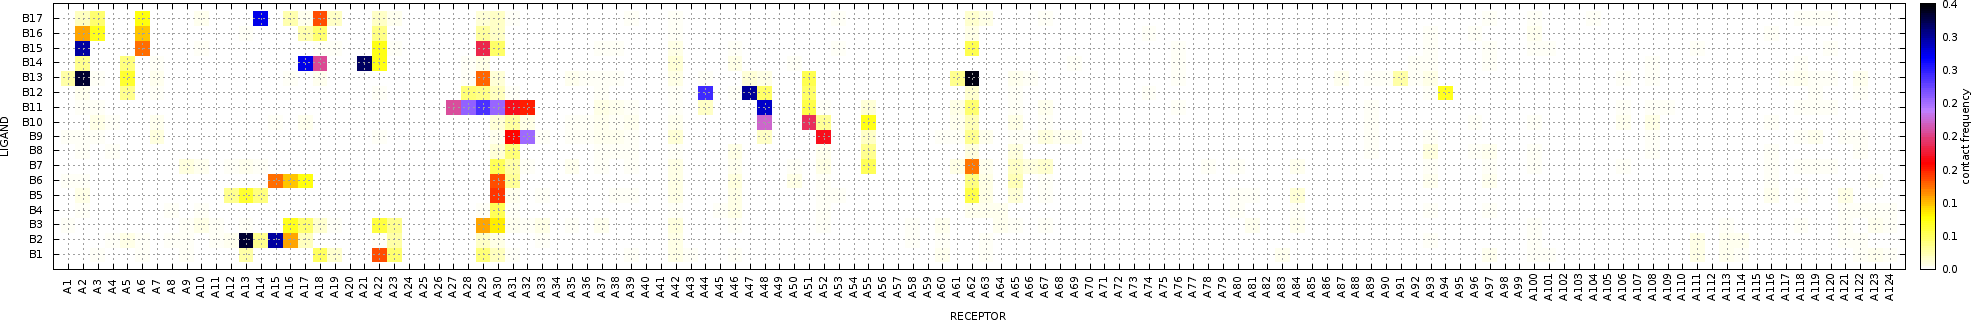 B17
B16
B15
B14
B13
B12
B11
B10
B9
B8
B7
B6
B5
B4
B3
B2
B1
LIGAND
A1 A2 A3 A4 A5 A6 A7 A8 A9 A10 A11 A12 A13 A14 A15 A16 A17 A18 A19 A20 A21 A22 A23 A24 A25 A26 A27 A28 A29 A30 A31 A32 A33 A34 A35 A36 A37 A38 A39 A40 A41 A42 A43 A44 A45 A46 A47 A48 A49 A50 A51 A52 A53 A54 A55 A56 A57 A58 A59 A60 A61 A62 A63 A64 A65 A66 A67 A68 A69 A70 A71 A72 A73 A74 A75 A76 A77 A78 A79 A80 A81 A82 A83 A84 A85 A86 A87 A88 A89 A90 A91 A92 A93 A94 A95 A96 A97 A98 A99 A100 A101 A102 A103 A104 A105 A106 A107 A108 A109 A110 A111 A112 A113 A114 A115 A116 A117 A118 A119 A120 A121 A122 A123 A124
RECEPTOR
0.4
0.3
0.3
0.2
0.2
0.2
0.1
0.1
0.0
contact frequency